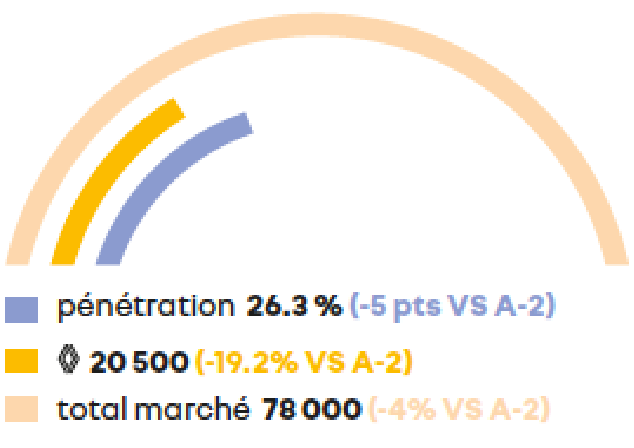 pénétration 26.3 % (-5 pts VS A-2)
20 500 (-19.2% VS A-2)
total marché 78 000 (-4% VS A-2)